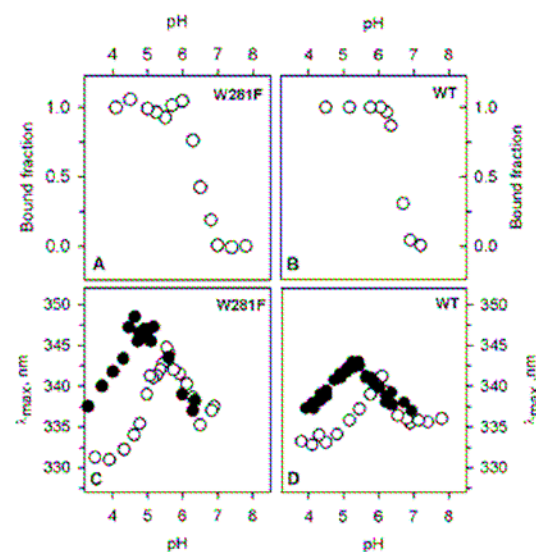 pH pH
4 5 6 7 8 4 5 6 7 8
W281F WT
1.0 1.0
Bound fraction Bound fraction
0.5 0.5
0.0 0.0
A B
W281F WT
350 350
345 345
λmax, nm λmax, nm
340 340
335 335
330 330
C D
4 5 6 7 8 4 5 6 7 8
pH pH